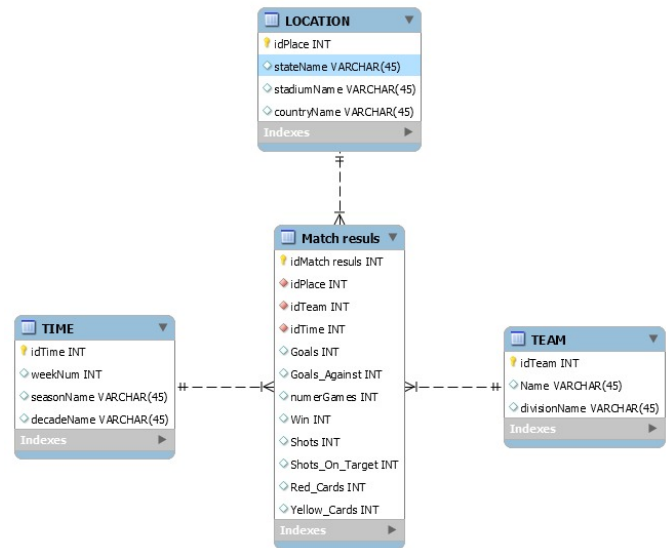 LOCATION
idPlace INT
stateName VARCHAR(45)
stadiumName VARCHAR(45)
countryName VARCHAR(45)
Indexes
Match resuls
idMatch resuls INT
idPlace INT
idTeam INT
idTime INT
Goals INT
Goals_Against INT
numerGames INT
Win INT
Shots INT
Shots_On_Target INT
Red_Cards INT
Yellow_Cards INT
Indexes
TIME
idTime INT
weekNum INT
seasonName VARCHAR(45)
decadeName VARCHAR(45)
Indexes
TEAM
idTeam INT
Name VARCHAR(45)
divisionName VARCHAR(45)
Indexes